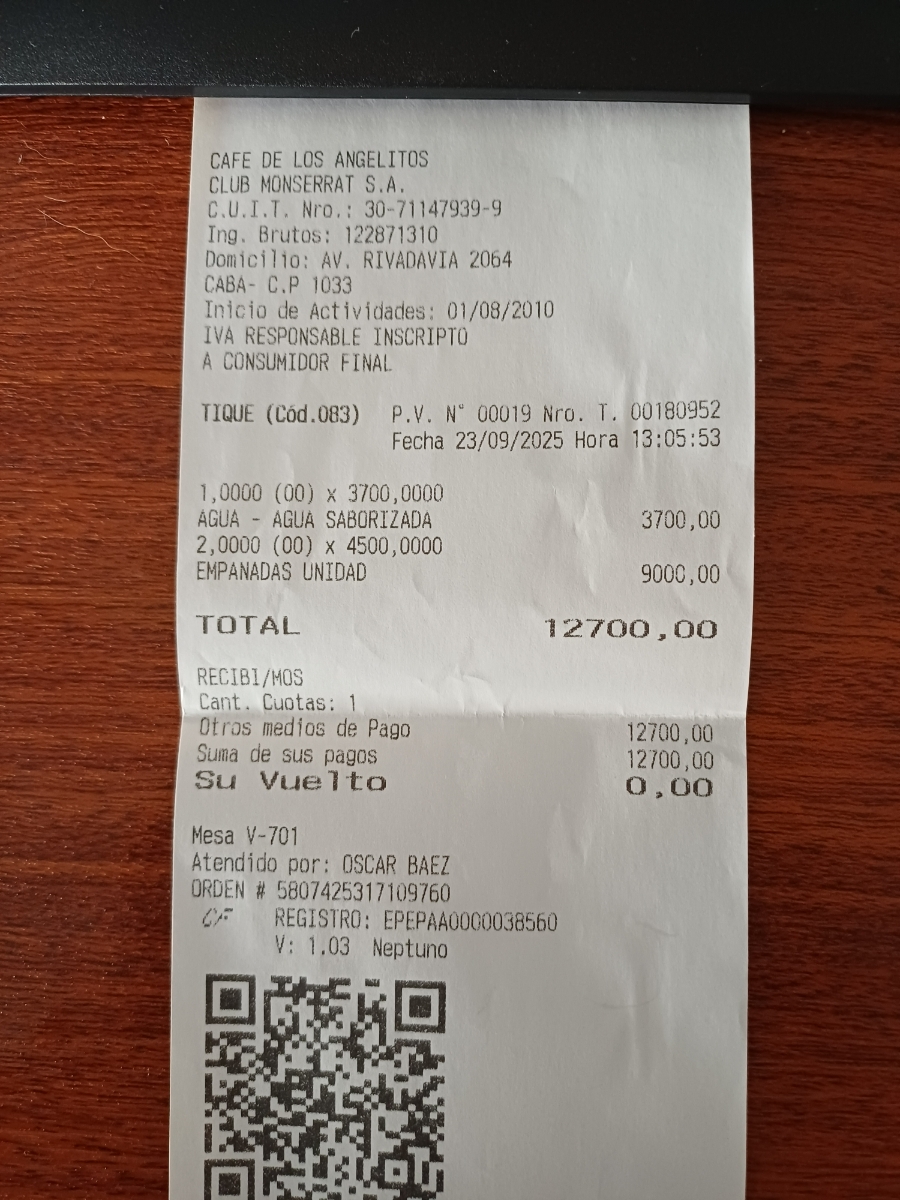 CAFE DE LOS ANGELITOS
CLUB MONSERRAT S.A.
C.U.I.T. Nro.: 30-71147939-9
Ing. Brutos: 122871310
Domicilio: AV. RIVADAVIA 2064
CABA- C.P 1033
Inicio de Actividades: 01/08/2010
IVA RESPONSABLE INSCRIPTO
A CONSUMIDOR FINAL
TIQUE (Cód.083) P.V. N° 00019 Nro. T. 00180952
Fecha 23/09/2025 Hora 13:05:53
1,0000 (00) x 3700,0000
AGUA - AGUA SABORIZADA 3700,00
2,0000 (00) x 4500,0000
EMPANADAS UNIDAD 9000,00
TOTAL 12700,00
RECIBI/MOS
Cant. Cuotas: 1
Otros medios de Pago 12700,00
Suma de sus pagos 12700,00
Su Vuelto 0,00
Mesa V-701
Atendido por: OSCAR BAEZ
ORDEN # 5807425317109760
CF REGISTRO: EPEPAA0000038560
V: 1.03 Neptuno